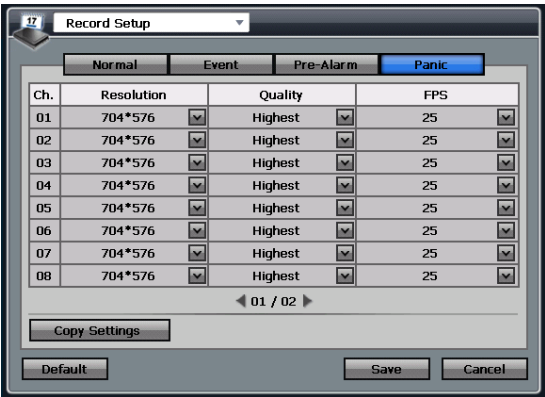 17
Record Setup
Normal Event Pre-Alarm Panic
Ch. Resolution Quality FPS
01 704*576 Highest 25
02 704*576 Highest 25
03 704*576 Highest 25
04 704*576 Highest 25
05 704*576 Highest 25
06 704*576 Highest 25
07 704*576 Highest 25
08 704*576 Highest 25
01 / 02
Copy Settings
Default Save Cancel